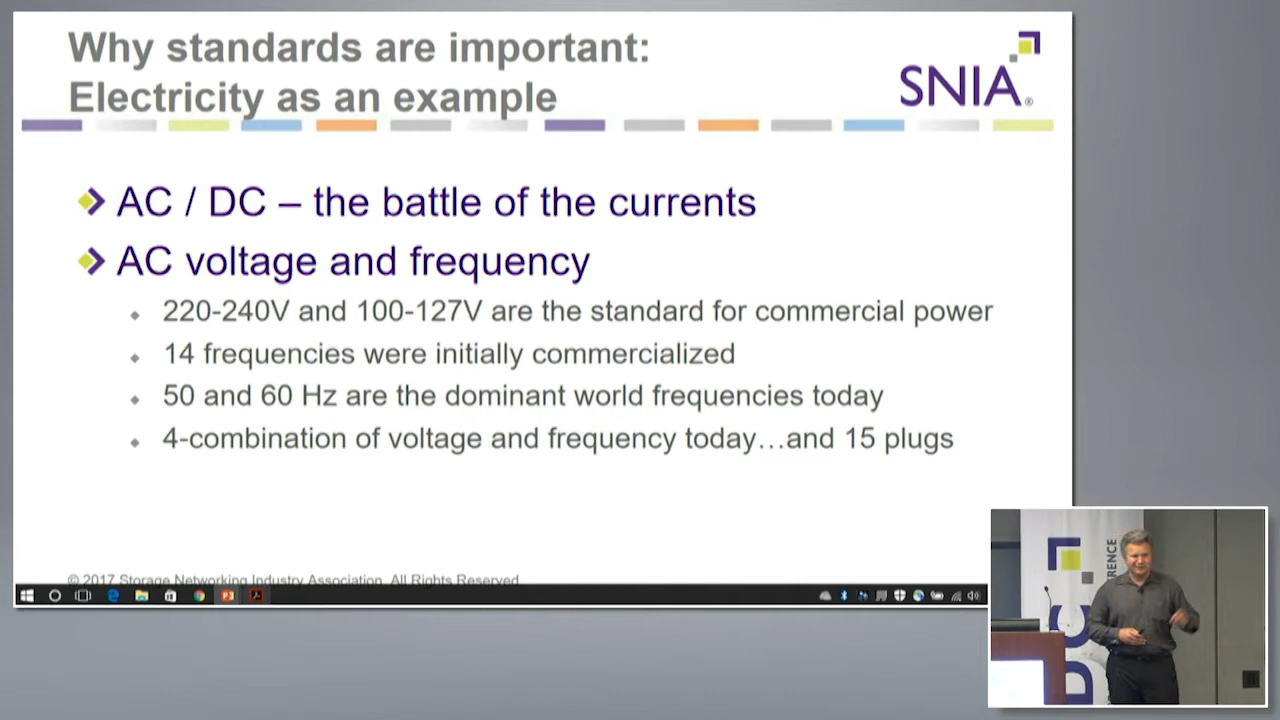 Why standards are important:
Electricity as an example
SNIA®
AC / DC – the battle of the currents
AC voltage and frequency
220-240V and 100-127V are the standard for commercial power
14 frequencies were initially commercialized
50 and 60 Hz are the dominant world frequencies today
4-combination of voltage and frequency today…and 15 plugs
© 2017 Storage Networking Industry Association. All Rights Reserved
DC
ERENCE